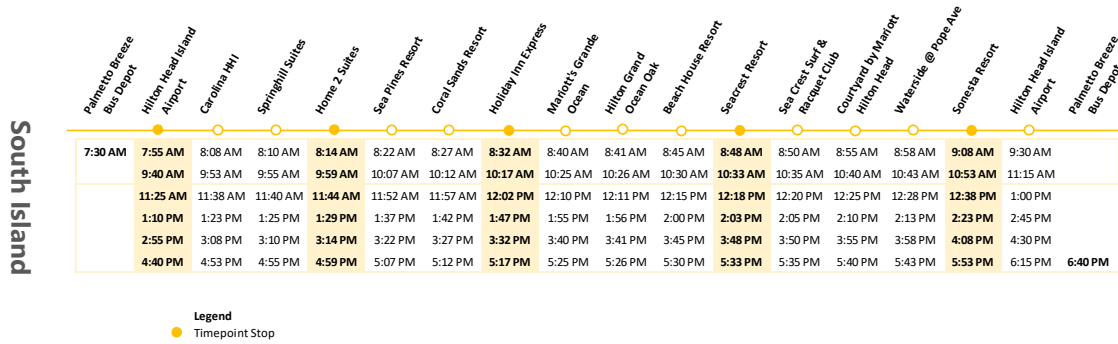 South Island
Palmetto Breeze
Bus Depot
Hilton Head Island
Airport
Carolina HHI
Springhill Suites
Home 2 Suites
Sea Pines Resort
Coral Sands Resort
Holiday Inn Express
Mariott's Grande
Ocean
Hilton Grand
Ocean Oak
Beach House Resort
Seacrest Resort
Sea Crest Surf &
Racquet Club
Courtyard by Mariott
Hilton Head
Waterside @ Pope Ave
Sonesta Resort
Hilton Head Island
Airport
Palmetto Breeze
Bus Depot
7:30 AM 7:55 AM 8:08 AM 8:10 AM 8:14 AM 8:22 AM 8:27 AM 8:32 AM 8:40 AM 8:41 AM 8:45 AM 8:48 AM 8:50 AM 8:55 AM 8:58 AM 9:08 AM 9:30 AM
9:40 AM 9:53 AM 9:55 AM 9:59 AM 10:07 AM 10:12 AM 10:17 AM 10:25 AM 10:26 AM 10:30 AM 10:33 AM 10:35 AM 10:40 AM 10:43 AM 10:53 AM 11:15 AM
11:25 AM 11:38 AM 11:40 AM 11:44 AM 11:52 AM 11:57 AM 12:02 PM 12:10 PM 12:11 PM 12:15 PM 12:18 PM 12:20 PM 12:25 PM 12:28 PM 12:38 PM 1:00 PM
1:10 PM 1:23 PM 1:25 PM 1:29 PM 1:37 PM 1:42 PM 1:47 PM 1:55 PM 1:56 PM 2:00 PM 2:03 PM 2:05 PM 2:10 PM 2:13 PM 2:23 PM 2:45 PM
2:55 PM 3:08 PM 3:10 PM 3:14 PM 3:22 PM 3:27 PM 3:32 PM 3:40 PM 3:41 PM 3:45 PM 3:48 PM 3:50 PM 3:55 PM 3:58 PM 4:08 PM 4:30 PM
4:40 PM 4:53 PM 4:55 PM 4:59 PM 5:07 PM 5:12 PM 5:17 PM 5:25 PM 5:26 PM 5:30 PM 5:33 PM 5:35 PM 5:40 PM 5:43 PM 5:53 PM 6:15 PM 6:40 PM
Legend
Timepoint Stop